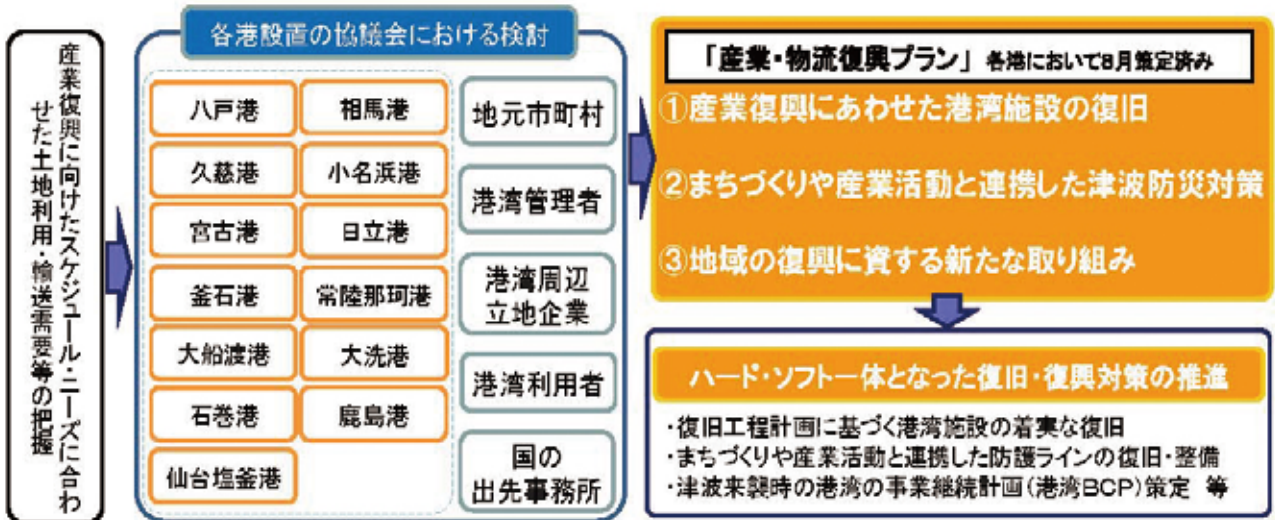 産業復興に向けたスケジュール・ニーズに合わ
せた土地利用・輸送需要等の把握
各港設置の協議会における検討
八戸港
相馬港
久慈港
小名浜港
宮古港
日立港
釜石港
常陸那珂港
大船渡港
大洗港
石巻港
鹿島港
仙台塩釜港
地元市町村
港湾管理者
港湾周辺
立地企業
港湾利用者
国の
出先事務所
「産業・物流復興プラン」 各港において8月策定済み
①産業復興にあわせた港湾施設の復旧
②まちづくりや産業活動と連携した津波防災対策
③地域の復興に資する新たな取り組み
ハード・ソフト一体となった復旧・復興対策の推進
・復旧工程計画に基づく港湾施設の着実な復旧
・まちづくりや産業活動と連携した防護ラインの復旧・整備
・津波来襲時の港湾の事業継続計画(港湾BCP)策定 等